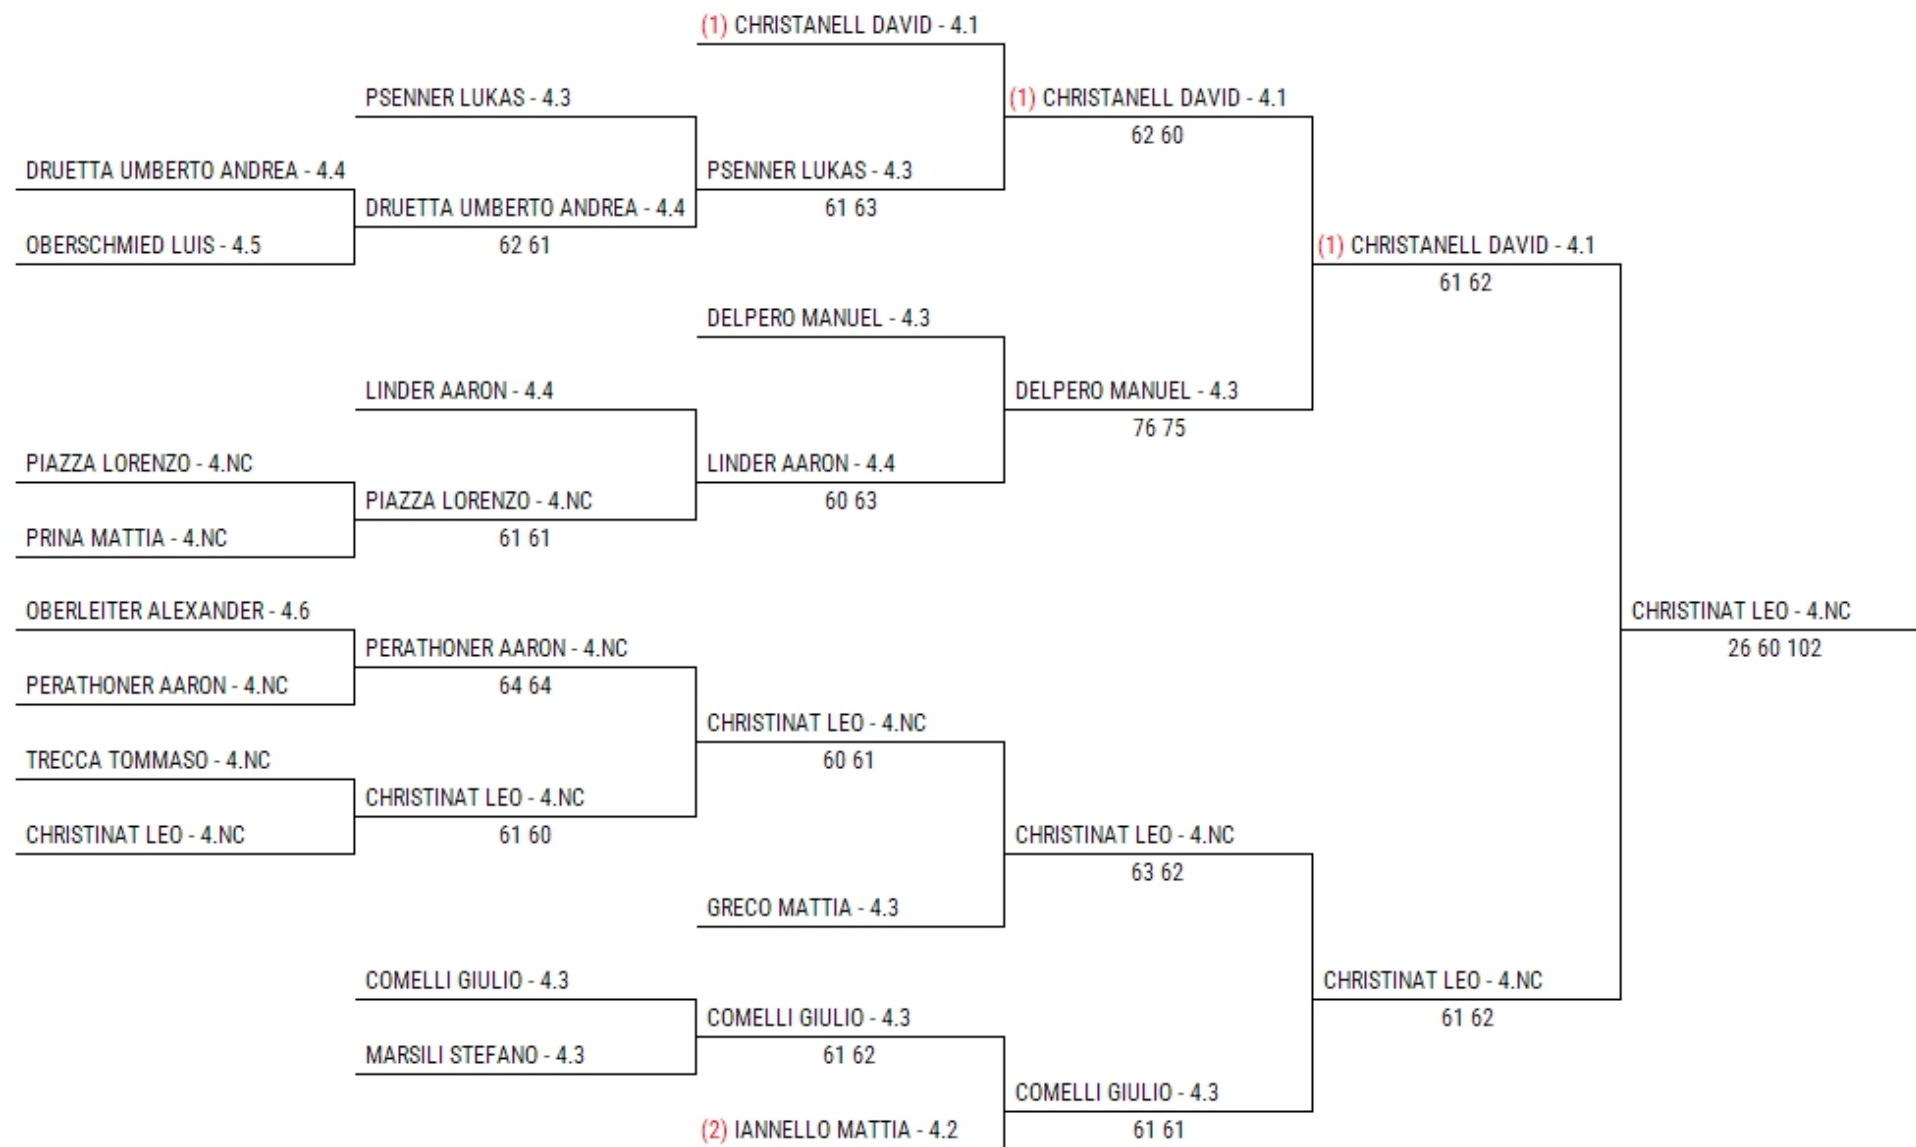 (1) CHRISTANELL DAVID - 4.1
PSENNER LUKAS - 4.3
(1) CHRISTANELL DAVID - 4.1
62 60
DRUETTA UMBERTO ANDREA - 4.4
PSENNER LUKAS - 4.3
DRUETTA UMBERTO ANDREA - 4.4
61 63
OBERSCHMIED LUIS - 4.5
62 61
(1) CHRISTANELL DAVID - 4.1
61 62
DELPERO MANUEL - 4.3
LINDER AARON - 4.4
DELPERO MANUEL - 4.3
76 75
PIAZZA LORENZO - 4.NC
LINDER AARON - 4.4
PIAZZA LORENZO - 4.NC
60 63
PRINA MATTIA - 4.NC
61 61
OBERLEITER ALEXANDER - 4.6
CHRISTINAT LEO - 4.NC
PERATHONER AARON - 4.NC
26 60 102
PERATHONER AARON - 4.NC
64 64
CHRISTINAT LEO - 4.NC
TRECCA TOMMASO - 4.NC
60 61
CHRISTINAT LEO - 4.NC
CHRISTINAT LEO - 4.NC
61 60
CHRISTINAT LEO - 4.NC
63 62
GRECO MATTIA - 4.3
COMELLI GIULIO - 4.3
CHRISTINAT LEO - 4.NC
COMELLI GIULIO - 4.3
61 62
MARSILI STEFANO - 4.3
61 62
COMELLI GIULIO - 4.3
(2) IANNELLO MATTIA - 4.2
61 61